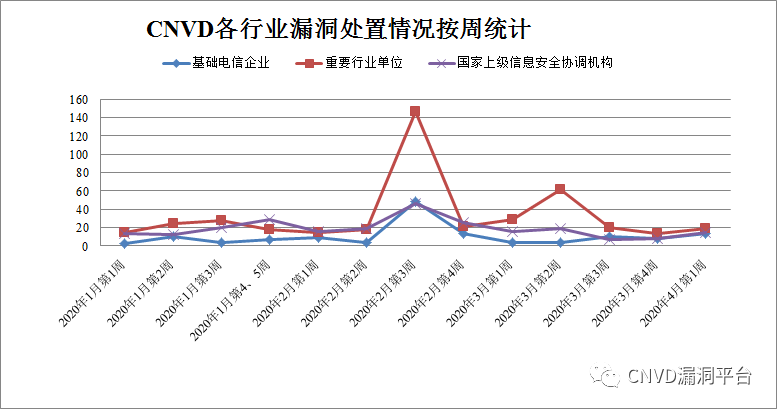 CNVD各行业漏洞处置情况按周统计
基础电信企业 重要行业单位 国家上级信息安全协调机构
160
140
120
100
80
60
40
20
0
2020年1月第1周
2020年1月第2周
2020年1月第3周
2020年1月第4、5周
2020年2月第1周
2020年2月第2周
2020年2月第3周
2020年2月第4周
2020年3月第1周
2020年3月第2周
2020年3月第3周
2020年3月第4周
2020年4月第1周
CNVD漏洞平台